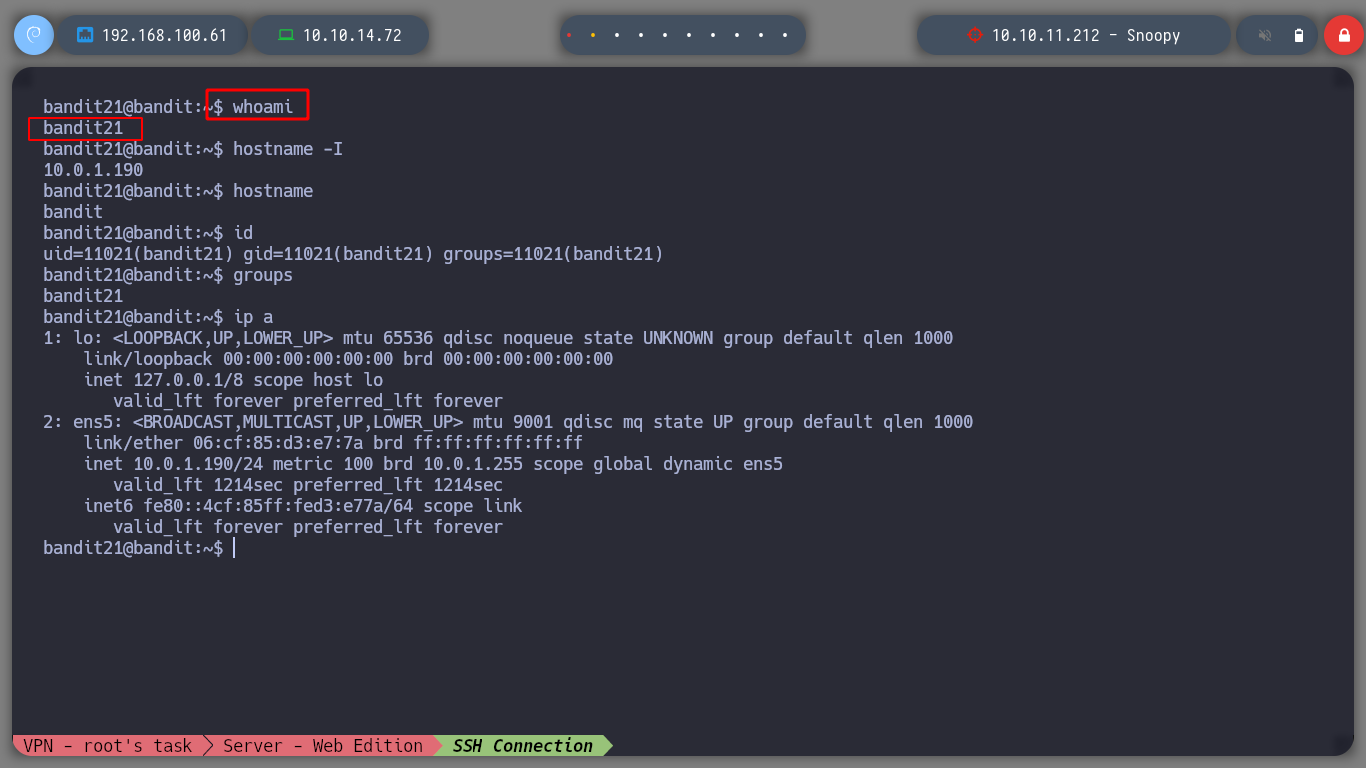 192.168.100.61
10.10.14.72
10.10.11.212 - Snoopy
bandit21@bandit:~$ whoami
bandit21
bandit21@bandit:~$ hostname -I
10.0.1.190
bandit21@bandit:~$ hostname
bandit
bandit21@bandit:~$ id
uid=11021(bandit21) gid=11021(bandit21) groups=11021(bandit21)
bandit21@bandit:~$ groups
bandit21
bandit21@bandit:~$ ip a
1: lo: <LOOPBACK,UP,LOWER_UP> mtu 65536 qdisc noqueue state UNKNOWN group default qlen 1000
    link/loopback 00:00:00:00:00:00 brd 00:00:00:00:00:00
    inet 127.0.0.1/8 scope host lo
       valid_lft forever preferred_lft forever
2: ens5: <BROADCAST,MULTICAST,UP,LOWER_UP> mtu 9001 qdisc mq state UP group default qlen 1000
    link/ether 06:cf:85:d3:e7:7a brd ff:ff:ff:ff:ff:ff
    inet 10.0.1.190/24 metric 100 brd 10.0.1.255 scope global dynamic ens5
       valid_lft 1214sec preferred_lft 1214sec
    inet6 fe80::4cf:85ff:fed3:e77a/64 scope link
       valid_lft forever preferred_lft forever
bandit21@bandit:~$
VPN - root's task
Server - Web Edition
SSH Connection